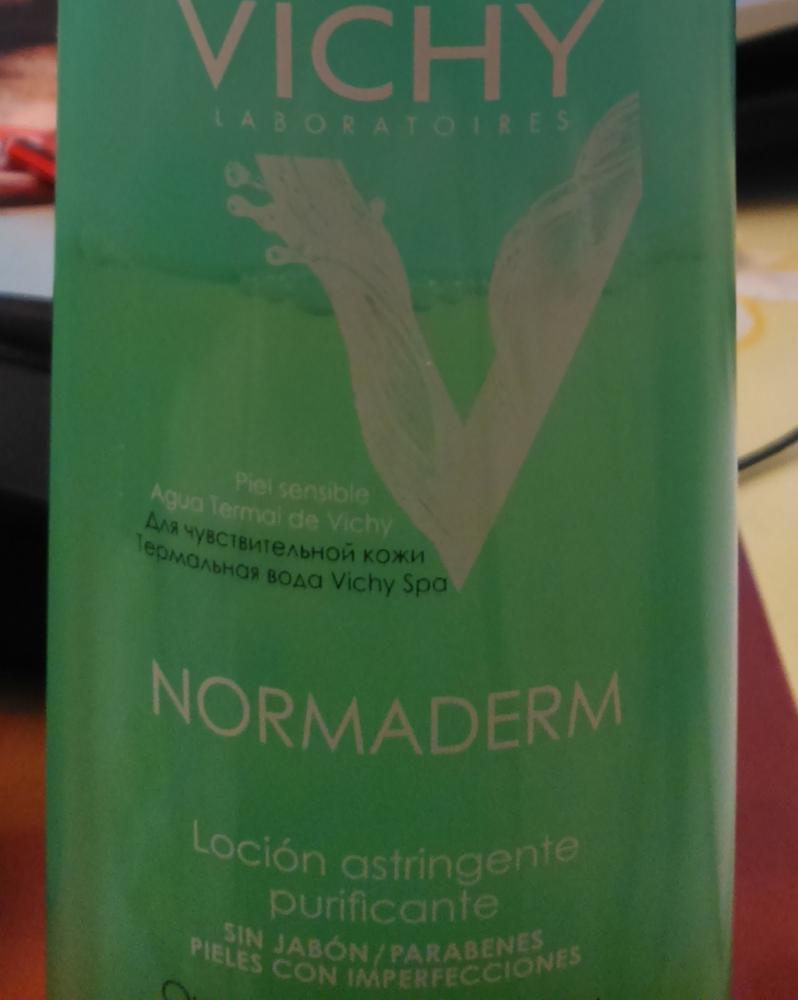 VICHY
LABORATOIRES
Piel sensible
Agua Termal de Vichy
Для чувствительной кожи
Термальная вода Vichy Spa
NORMADERM
Loción astringente
purificante
SIN JABÓN/PARABENES
PIELES CON IMPERFECCIONES